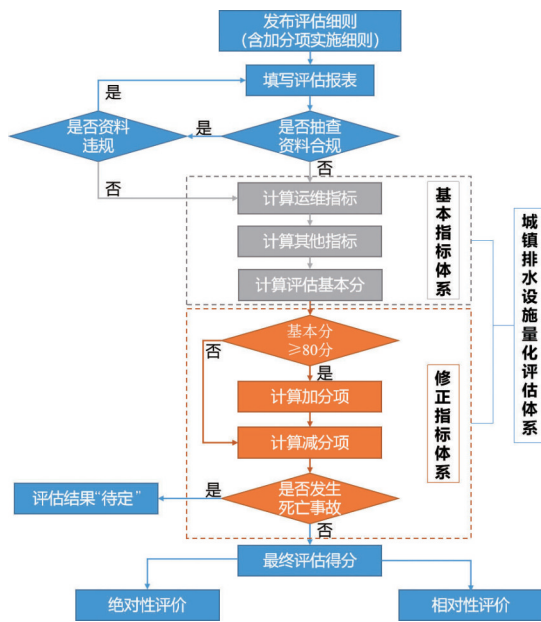 发布评估细则
（含加分项实施细则）
填写评估报表
是
是否资料
违规
是
是否抽查
资料合规
否
否
计算运维指标
计算其他指标
计算评估基本分
基本指标体系
城镇排水设施量化评估体系
基本分
≥80分
否
是
计算加分项
计算减分项
修正指标体系
是否发生
死亡事故
是
评估结果“待定”
否
最终评估得分
绝对性评价
相对性评价